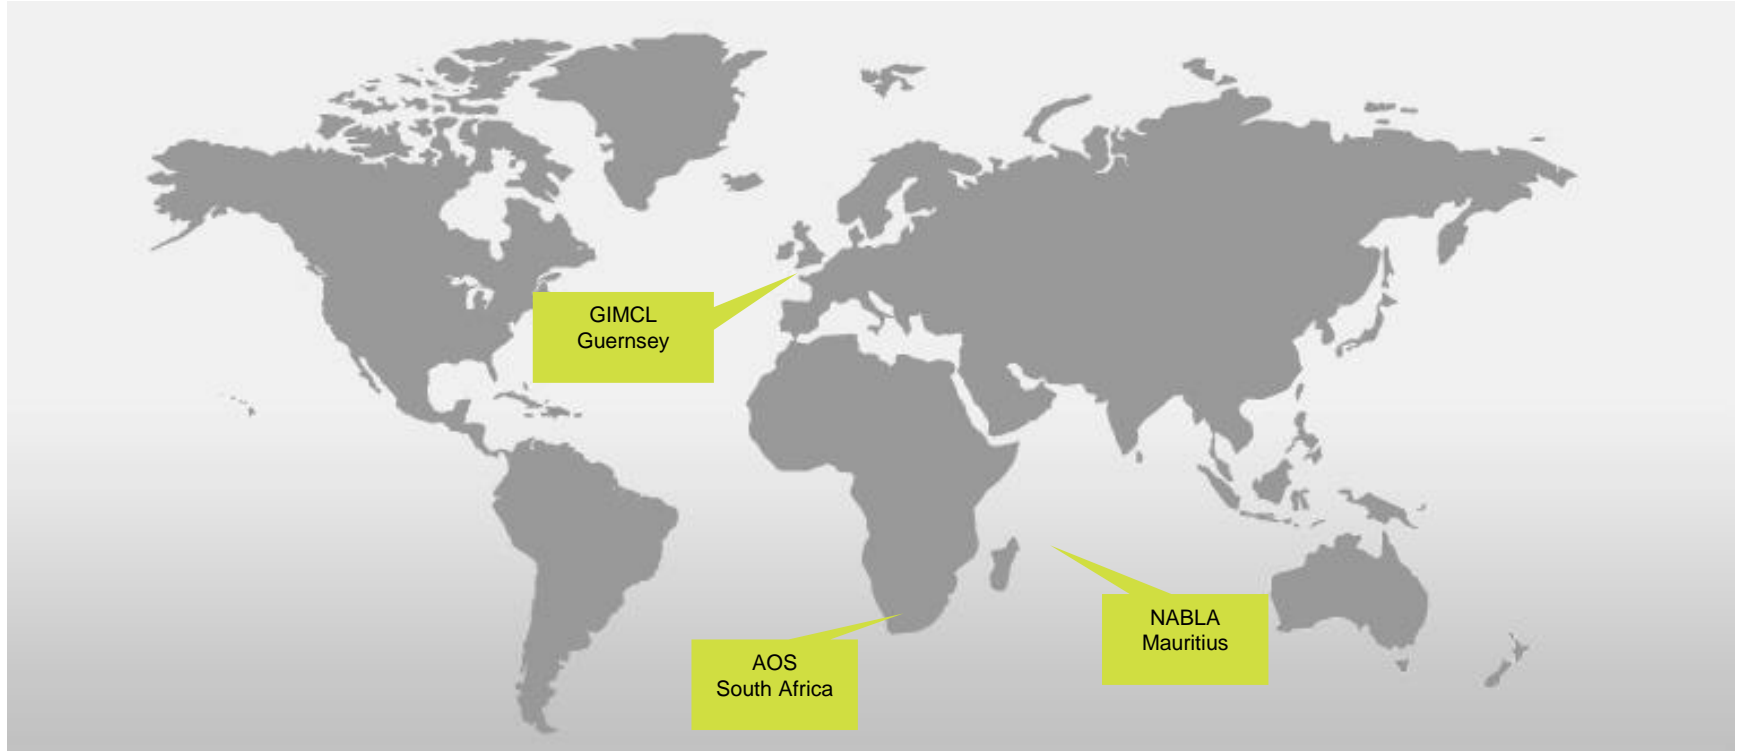 GIMCL
Guernsey
NABLA
Mauritius
AOS
South Africa